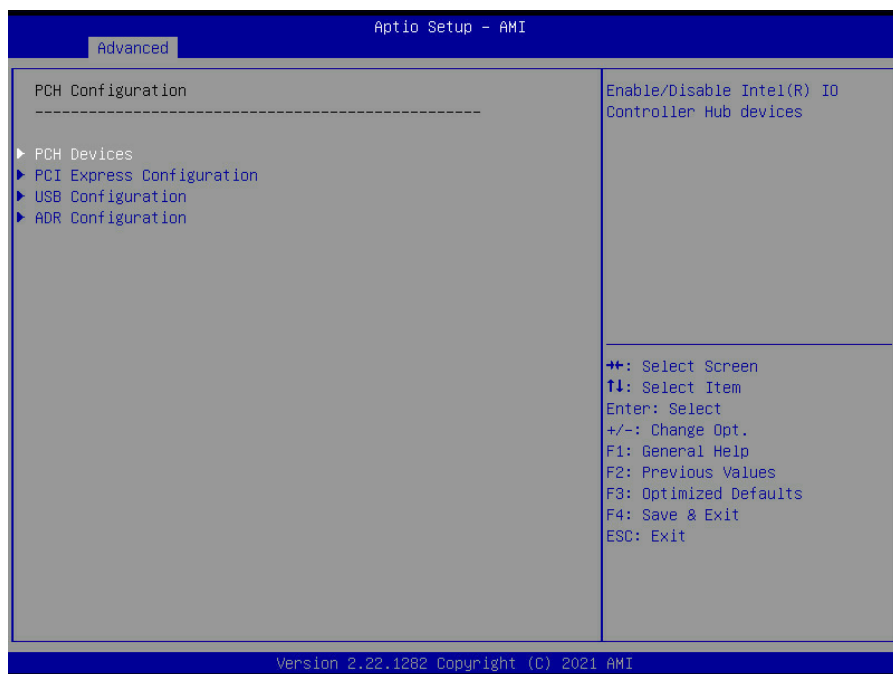 Aptio Setup – AMI
Advanced
PCH Configuration
--------------------------------------------------
PCH Devices
PCI Express Configuration
USB Configuration
ADR Configuration
Enable/Disable Intel(R) IO
Controller Hub devices
→←: Select Screen
↑↓: Select Item
Enter: Select
+/-: Change Opt.
F1: General Help
F2: Previous Values
F3: Optimized Defaults
F4: Save & Exit
ESC: Exit
Version 2.22.1282 Copyright (C) 2021 AMI